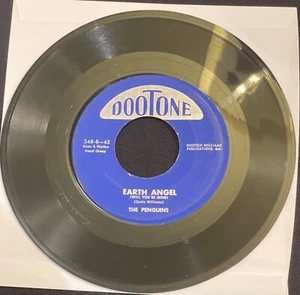 DOOTONE
348-B-45
Blues & Rhythm
Vocal Group
DOOTSIE WILLIAMS
PUBLICATIONS - BMI
EARTH ANGEL
(WILL YOU BE MINE)
(Curtis Williams)
THE PENGUINS